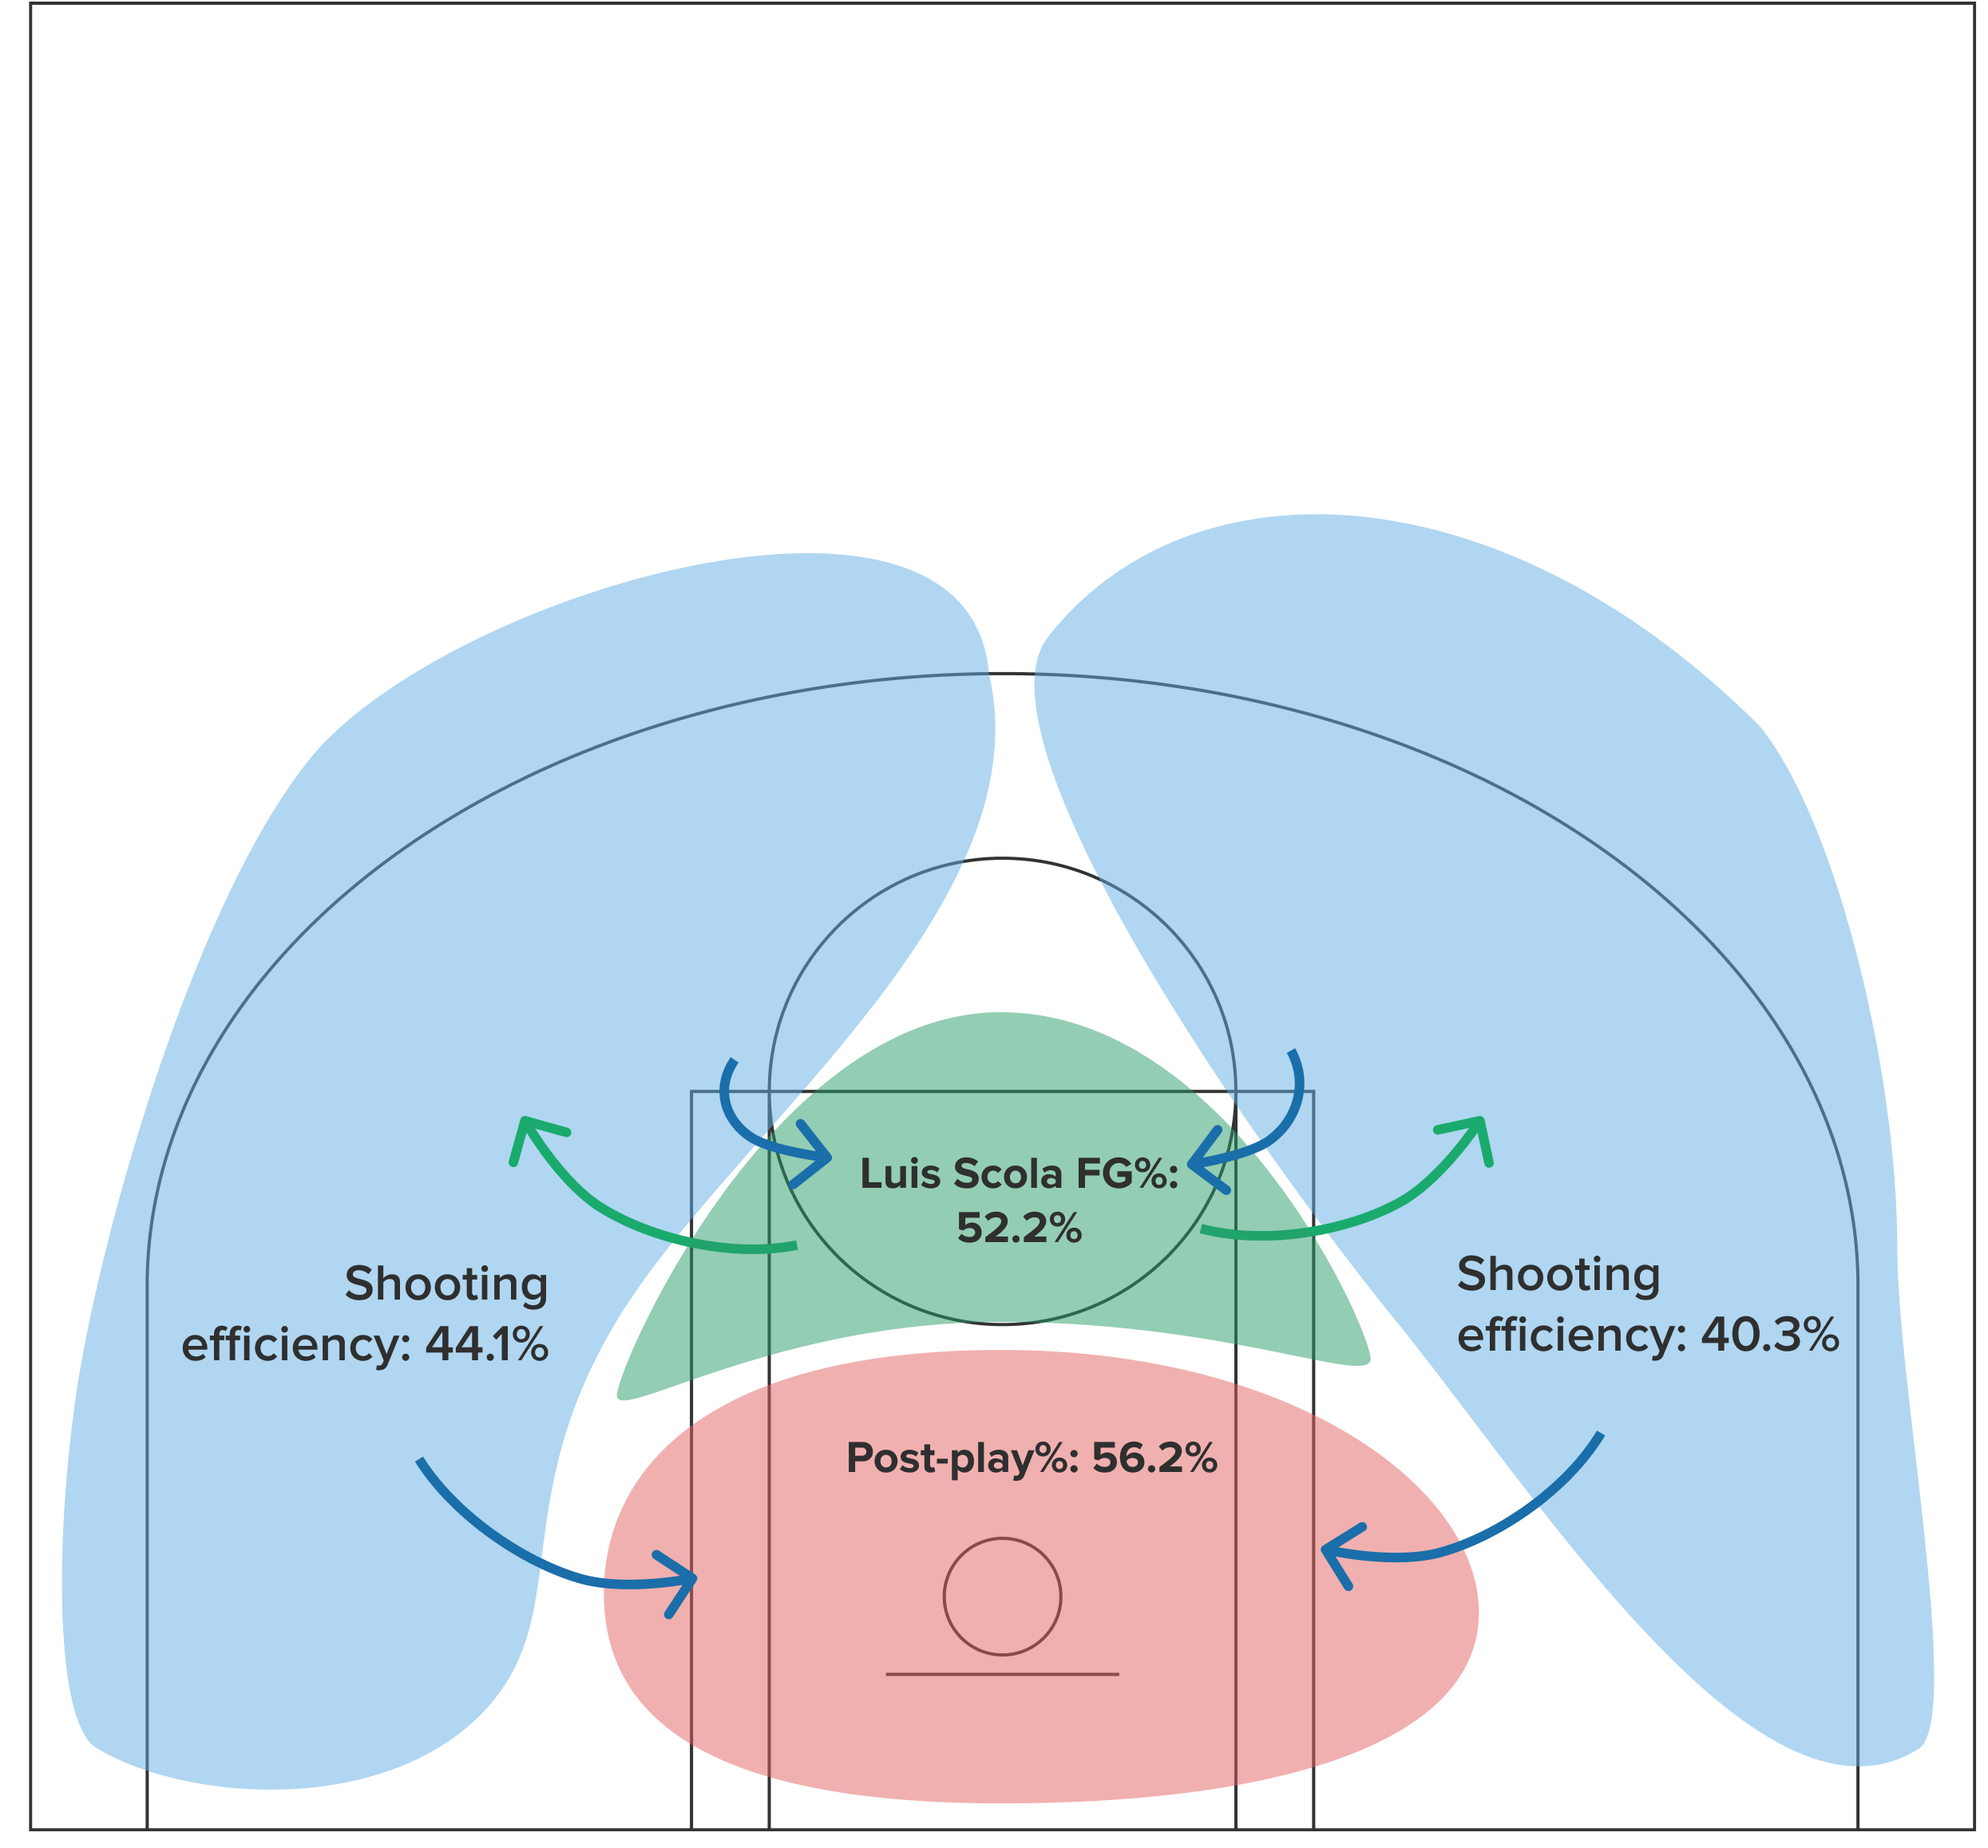 Luis Scola FG%:
52.2%
Shooting
efficiency: 44.1%
Shooting
efficiency: 40.3%
Post-play%: 56.2%